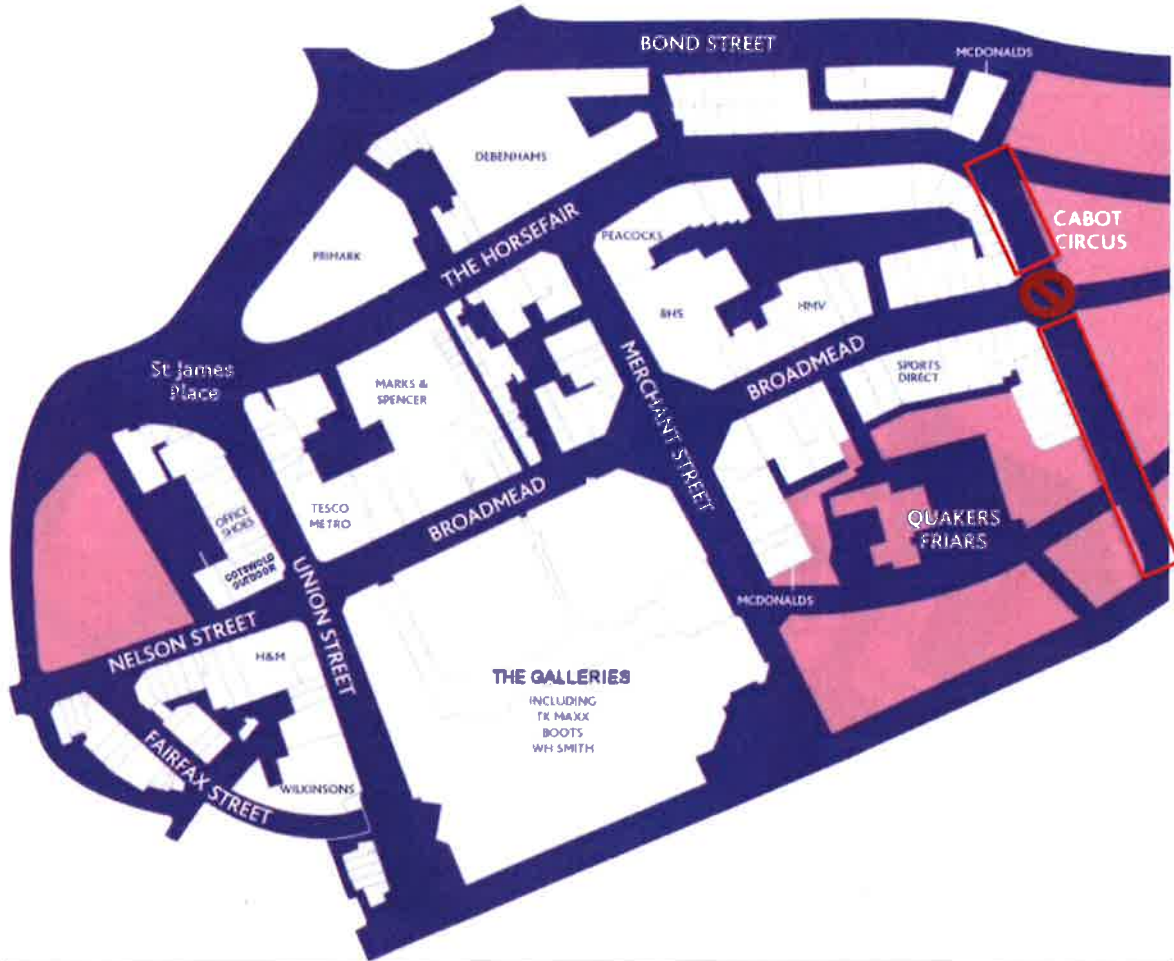 BOND STREET
MCDONALDS
DEBENHAMS
CABOT
CIRCUS
PEACOCKS
PRIMARK
THE HORSEFAIR
BHS
HMV
St James
Place
MARKS &
SPENCER
MERCHANT STREET
BROADMEAD
SPORTS
DIRECT
OFFICE
SHOES
TESCO
METRO
BROADMEAD
QUAKERS
FRIARS
COTSWOLD
OUTDOOR
UNION STREET
MCDONALDS
NELSON STREET
H&M
THE GALLERIES
INCLUDING
TK MAXX
BOOTS
WH SMITH
FAIRFAX STREET
WILKINSONS